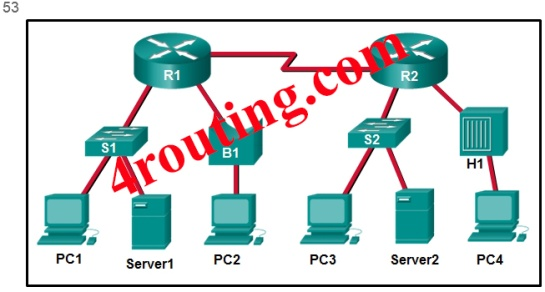 53
R1
R2
S1
B1
S2
H1
4routing.com
PC1
Server1
PC2
PC3
Server2
PC4